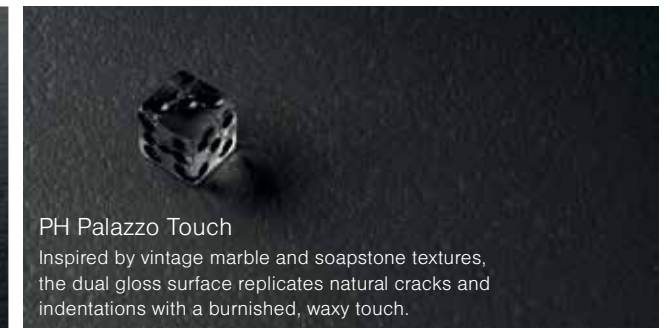 PH Palazzo Touch
Inspired by vintage marble and soapstone textures,
the dual gloss surface replicates natural cracks and
indentations with a burnished, waxy touch.